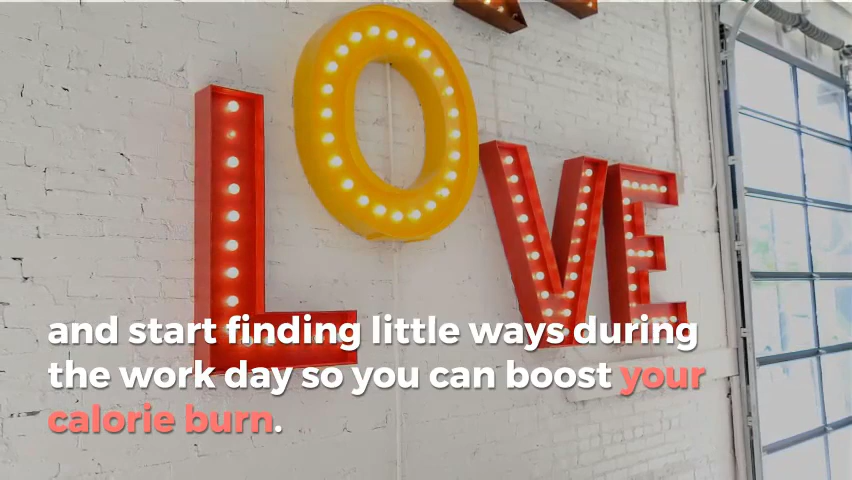 LOVE
and start finding little ways during
the work day so you can boost your
calorie burn.